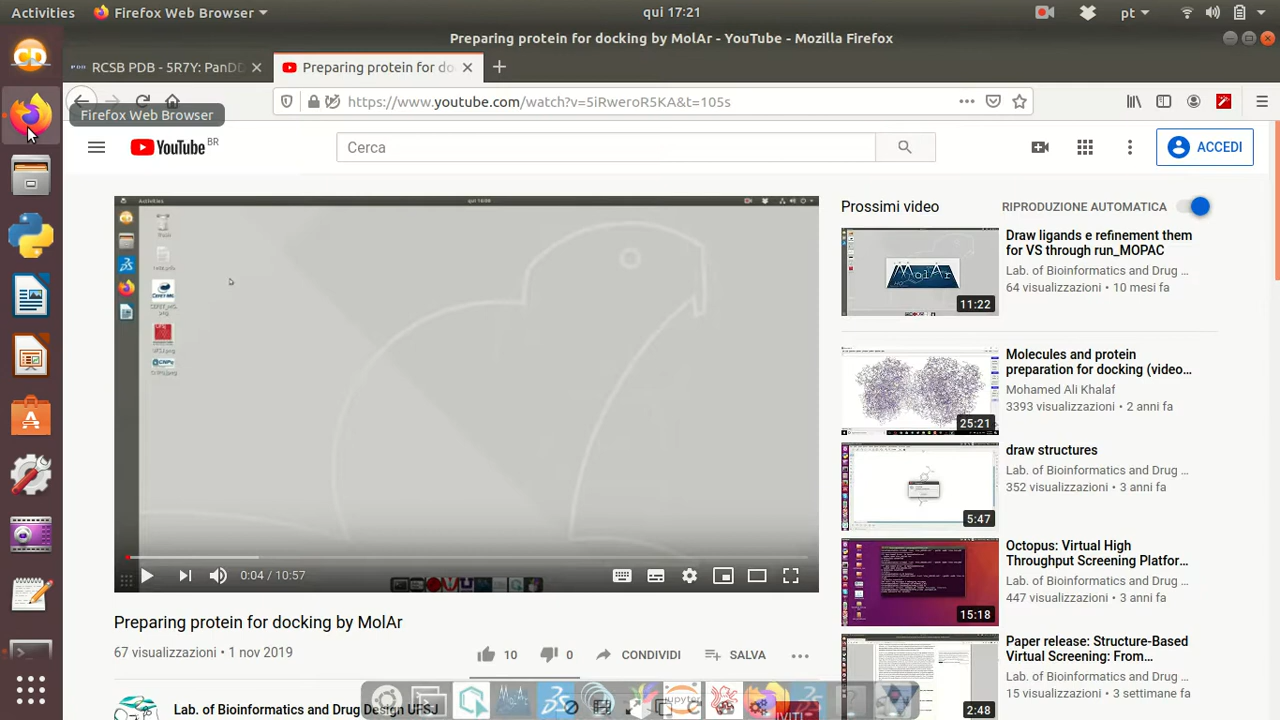 Activities
Firefox Web Browser
qui 17:21
pt
Preparing protein for docking by MolAr - YouTube - Mozilla Firefox
RCSB PDB - 5R7Y: PanDD
Preparing protein for do
Firefox Web Browser
https://www.youtube.com/watch?v=5iRweroR5KA&t=105s
YouTube BR
Cerca
ACCEDI
Activities
Prossimi video
RIPRODUZIONE AUTOMATICA
Draw ligands e refinement them
for VS through run_MOPAC
Lab. of Bioinformatics and Drug ...
64 visualizzazioni • 10 mesi fa
MolAr
11:22
Molecules and protein
preparation for docking (video...
Mohamed Ali Khalaf
3393 visualizzazioni • 2 anni fa
25:21
draw structures
Lab. of Bioinformatics and Drug ...
352 visualizzazioni • 3 anni fa
5:47
Octopus: Virtual High
Throughput Screening Platfor...
Lab. of Bioinformatics and Drug ...
447 visualizzazioni • 3 anni fa
15:18
0:04 / 10:57
Preparing protein for docking by MolAr
67 visualizzazioni • 1 nov 2019
10
0
CONDIVIDI
SALVA
Paper release: Structure-Based
Virtual Screening: From...
Lab. of Bioinformatics and Drug ...
15 visualizzazioni • 3 settimane fa
2:48
Lab. of Bioinformatics and Drug Design UFSJ